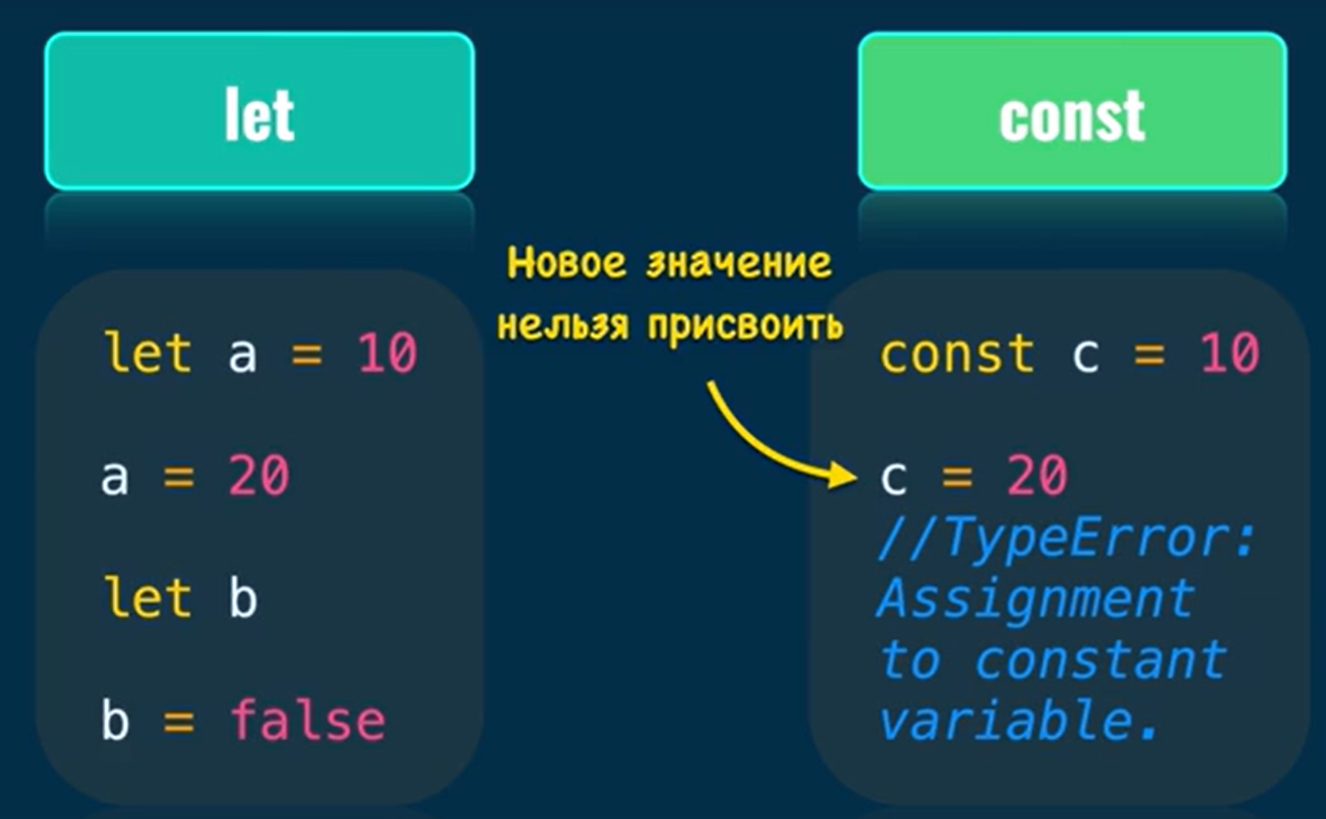 let
const
Новое значение
нельзя присвоить
let a = 10
a = 20
let b
b = false
const c = 10
c = 20
//TypeError:
Assignment
to constant
variable.